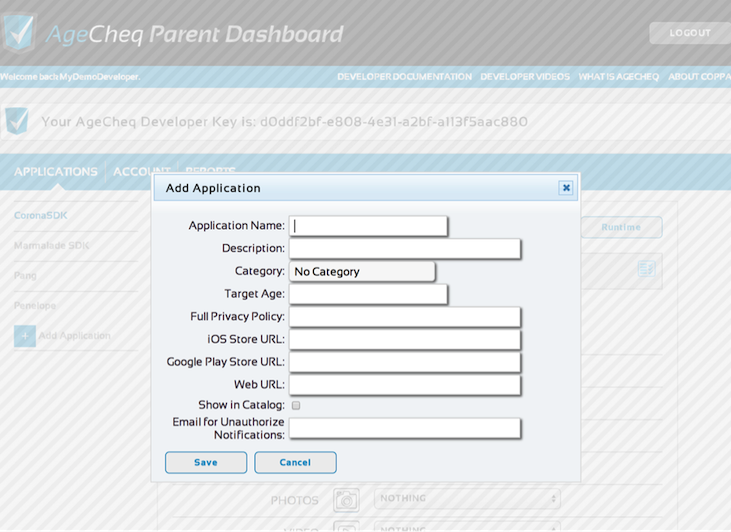 AgeCheq Parent Dashboard
LOGOUT
Welcome back MyDemoDeveloper.
DEVELOPER DOCUMENTATION DEVELOPER VIDEOS WHAT IS AGECHEQ ABOUT COPPA
Your AgeCheq Developer Key is: d0ddf2bf-e808-4e31-a2bf-a113f5aac880
APPLICATIONS ACCOUNT REPORTS
Add Application
CoronaSDK
Marmalade SDK
Pang
Penelope
+ Add Application
Runtime
Application Name:
Description:
Category: No Category
Target Age:
Full Privacy Policy:
iOS Store URL:
Google Play Store URL:
Web URL:
Show in Catalog:
Email for Unauthorize
Notifications:
Save Cancel
PHOTOS NOTHING
VIDEO NOTHING